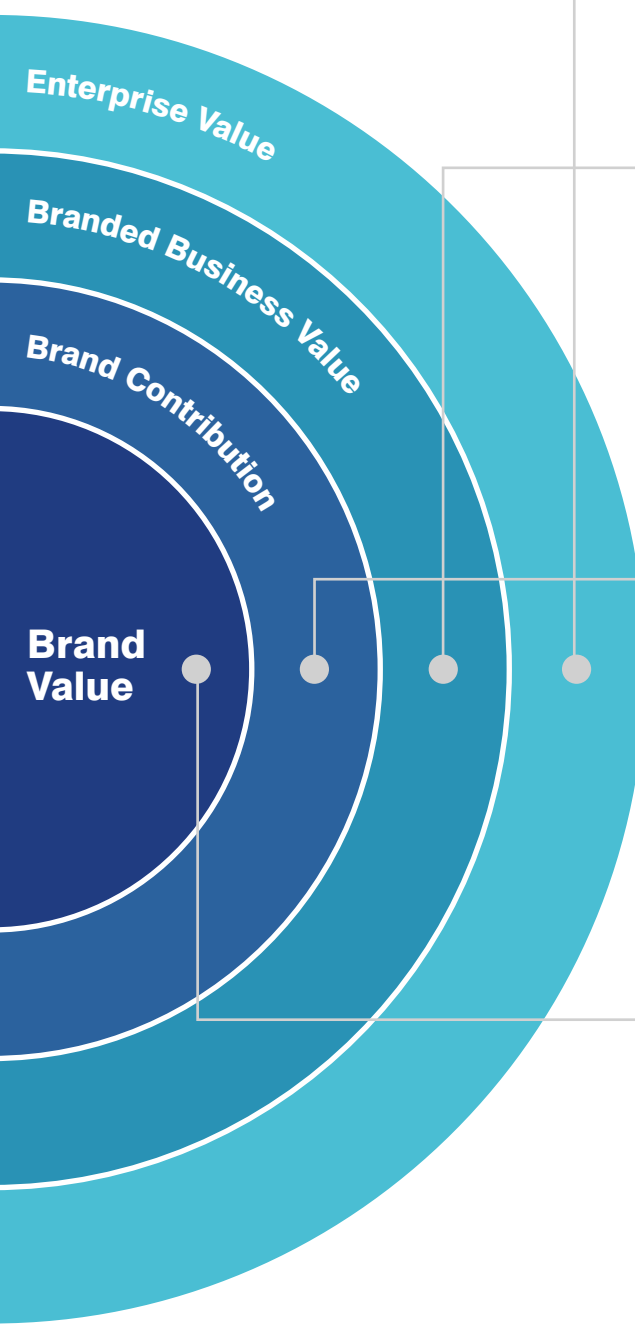 Enterprise Value
Branded Business Value
Brand Contribution
Brand
Value